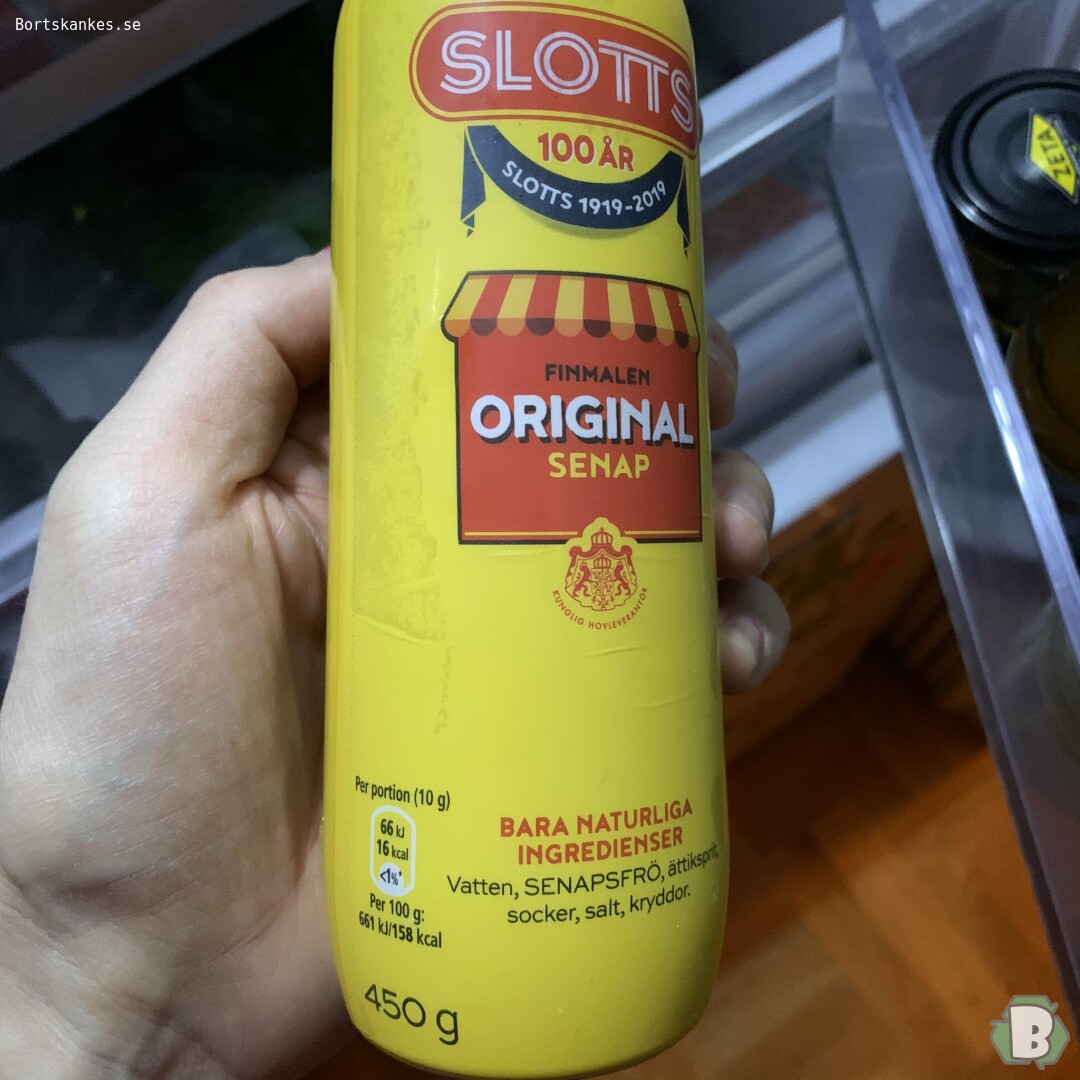 Bortskankes.se
SLOTTS
100 ÅR
SLOTTS 1919-2019
ZETA
FINMALEN
ORIGINAL
SENAP
KUNGLIG HOVLEVERANTÖR
Per portion (10 g)
66 kJ
16 kcal
<1%*
Per 100 g:
661 kJ/158 kcal
BARA NATURLIGA
INGREDIENSER
Vatten, SENAPSFRÖ, ättiksprit,
socker, salt, kryddor.
450 g
B